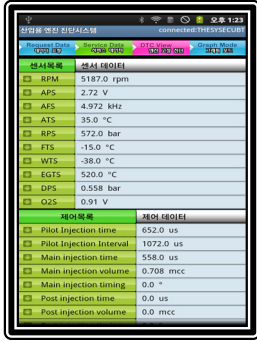 오후 1:23
산업용 엔진 진단시스템 connected:THESYSECUBT
Request Data Service Data DTC View Graph Mode
센서목록 센서 데이터
RPM 5187.0 rpm
APS 2.72 V
AFS 4.972 kHz
ATS 35.0 °C
RPS 572.0 bar
FTS -15.0 °C
WTS -38.0 °C
EGTS 520.0 °C
DPS 0.558 bar
O2S 0.91 V
제어목록 제어 데이터
Pilot Injection time 652.0 us
Pilot Injection Interval 1072.0 us
Main injection time 558.0 us
Main injection volume 0.708 mcc
Main injection timing 0.0 °
Post injection time 0.0 us
Post injection volume 0.0 mcc